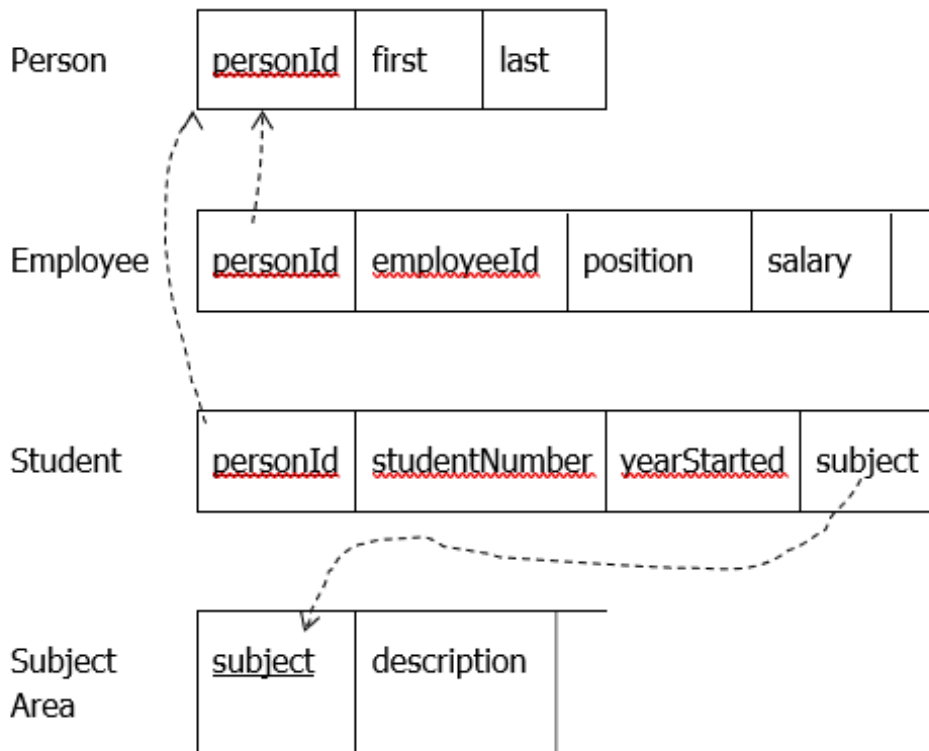 Person personId first last
Employee personId employeeId position salary
Student personId studentNumber yearStarted subject
Subject subject description
Area